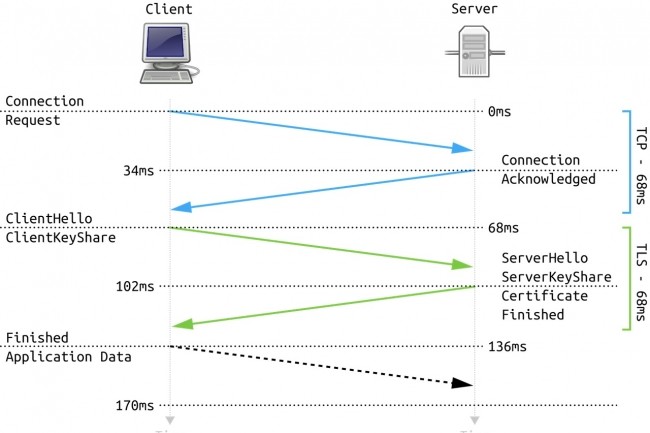 Client
Server
Connection
Request
0ms
34ms
Connection
Acknowledged
TCP - 68ms
ClientHello
ClientKeyShare
68ms
ServerHello
ServerKeyShare
102ms
Certificate
Finished
TLS - 68ms
Finished
Application Data
136ms
170ms